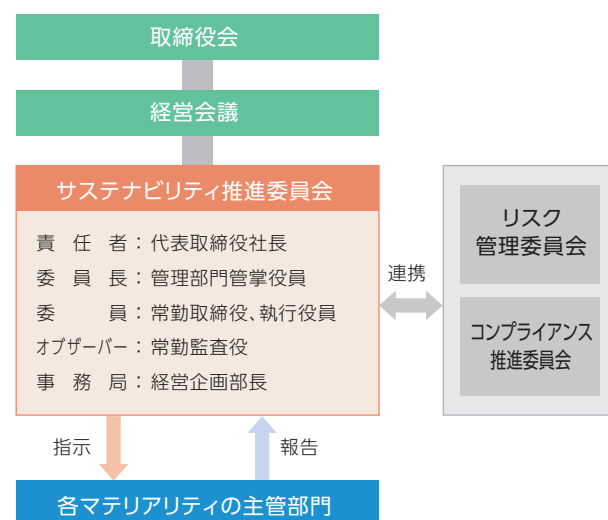 取締役会
経営会議
サステナビリティ推進委員会
責任者：代表取締役社長
委員長：管理部門管掌役員
委員：常勤取締役、執行役員
オブザーバー：常勤監査役
事務局：経営企画部長
連携
リスク
管理委員会
コンプライアンス
推進委員会
指示
報告
各マテリアリティの主管部門